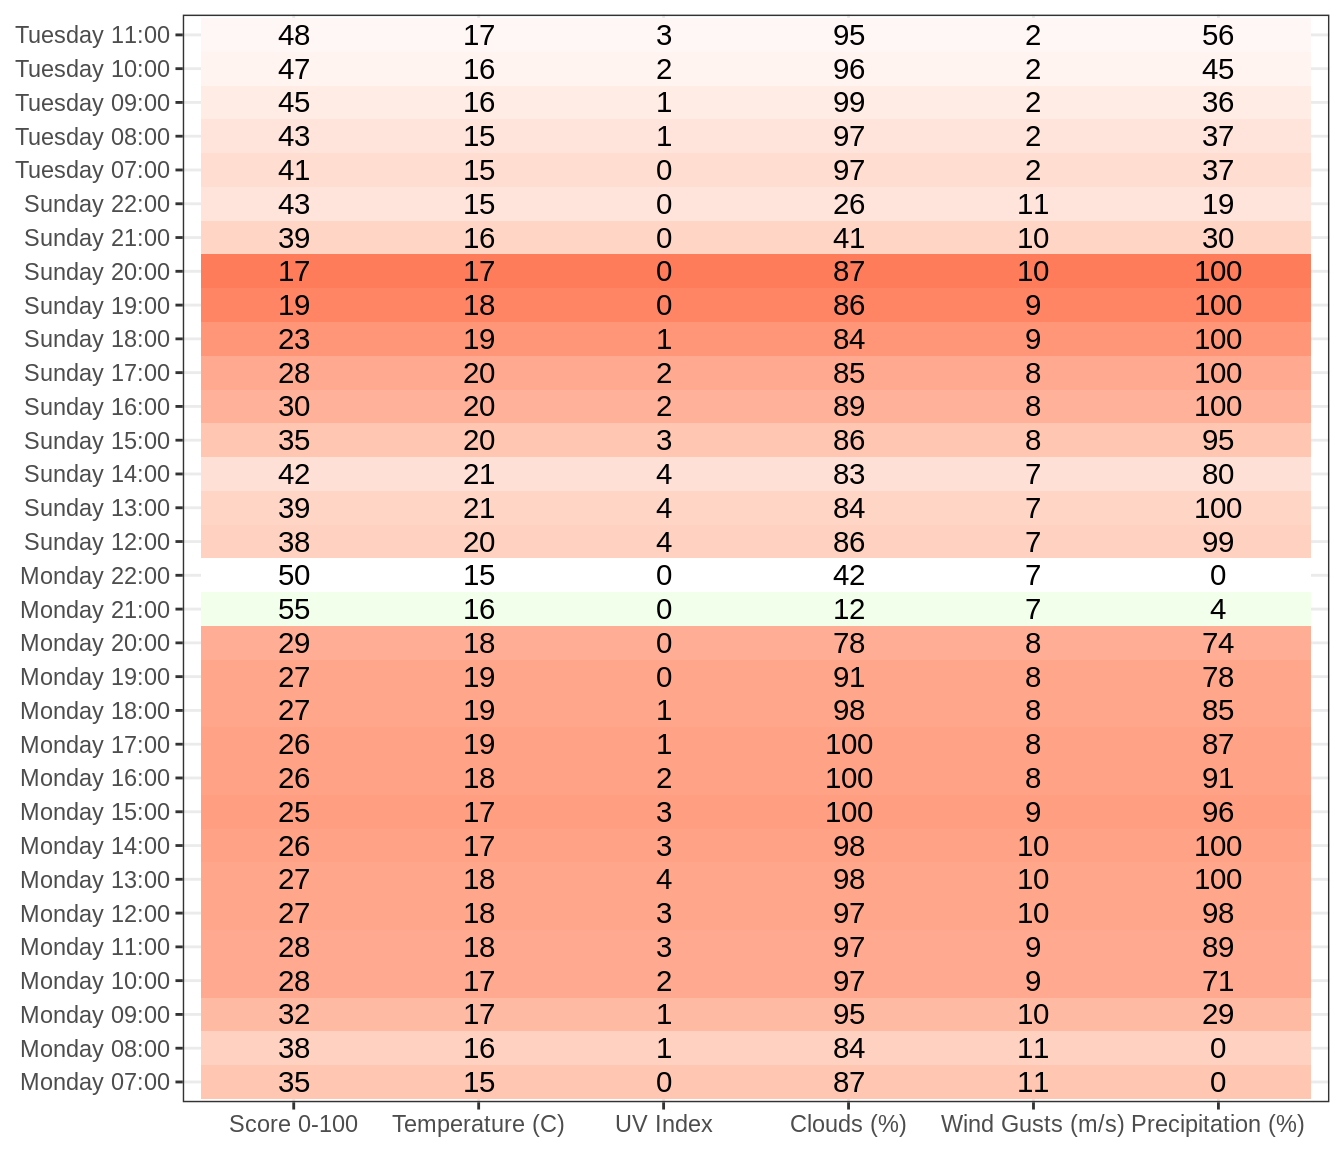 Tuesday 11:00 48 17 3 95 2 56
Tuesday 10:00 47 16 2 96 2 45
Tuesday 09:00 45 16 1 99 2 36
Tuesday 08:00 43 15 1 97 2 37
Tuesday 07:00 41 15 0 97 2 37
Sunday 22:00 43 15 0 26 11 19
Sunday 21:00 39 16 0 41 10 30
Sunday 20:00 17 17 0 87 10 100
Sunday 19:00 19 18 0 86 9 100
Sunday 18:00 23 19 1 84 9 100
Sunday 17:00 28 20 2 85 8 100
Sunday 16:00 30 20 2 89 8 100
Sunday 15:00 35 20 3 86 8 95
Sunday 14:00 42 21 4 83 7 80
Sunday 13:00 39 21 4 84 7 100
Sunday 12:00 38 20 4 86 7 99
Monday 22:00 50 15 0 42 7 0
Monday 21:00 55 16 0 12 7 4
Monday 20:00 29 18 0 78 8 74
Monday 19:00 27 19 0 91 8 78
Monday 18:00 27 19 1 98 8 85
Monday 17:00 26 19 1 100 8 87
Monday 16:00 26 18 2 100 8 91
Monday 15:00 25 17 3 100 9 96
Monday 14:00 26 17 3 98 10 100
Monday 13:00 27 18 4 98 10 100
Monday 12:00 27 18 3 97 10 98
Monday 11:00 28 18 3 97 9 89
Monday 10:00 28 17 2 97 9 71
Monday 09:00 32 17 1 95 10 29
Monday 08:00 38 16 1 84 11 0
Monday 07:00 35 15 0 87 11 0
Score 0-100 Temperature (C) UV Index Clouds (%) Wind Gusts (m/s) Precipitation (%)